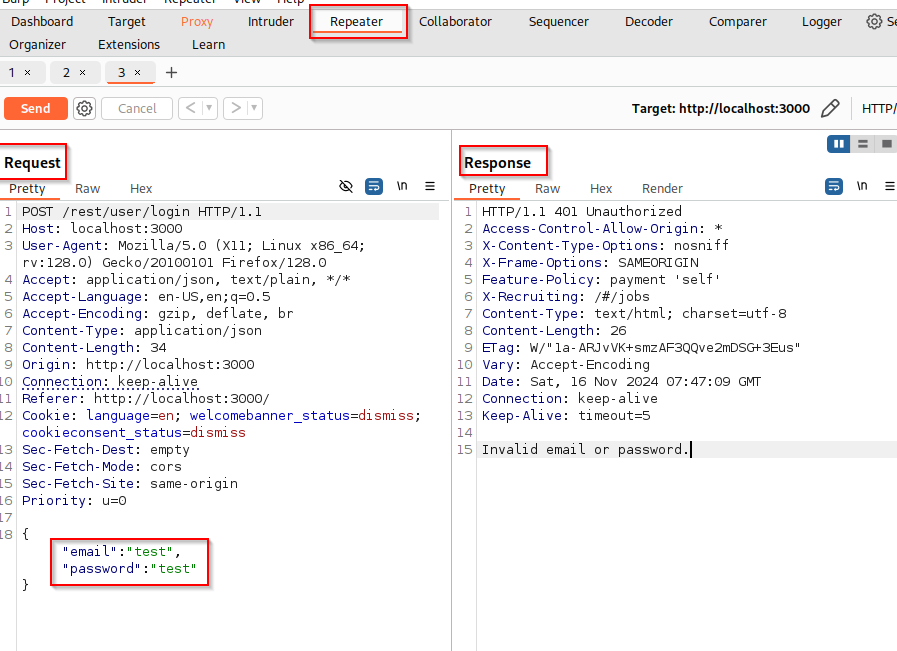 Burp Project Intruder Repeater View Help
Dashboard Target Proxy Intruder Repeater Collaborator Sequencer Decoder Comparer Logger
Organizer Extensions Learn
1 × 2 × 3 × +
Send Cancel < > Target: http://localhost:3000 HTTP/
Request
Pretty Raw Hex \n
1 POST /rest/user/login HTTP/1.1
2 Host: localhost:3000
3 User-Agent: Mozilla/5.0 (X11; Linux x86_64;
rv:128.0) Gecko/20100101 Firefox/128.0
4 Accept: application/json, text/plain, */*
5 Accept-Language: en-US,en;q=0.5
6 Accept-Encoding: gzip, deflate, br
7 Content-Type: application/json
8 Content-Length: 34
9 Origin: http://localhost:3000
10 Connection: keep-alive
11 Referer: http://localhost:3000/
12 Cookie: language=en; welcomebanner_status=dismiss;
cookieconsent_status=dismiss
13 Sec-Fetch-Dest: empty
14 Sec-Fetch-Mode: cors
15 Sec-Fetch-Site: same-origin
16 Priority: u=0
17
18 {
"email":"test",
"password":"test"
}
Response
Pretty Raw Hex Render \n
1 HTTP/1.1 401 Unauthorized
2 Access-Control-Allow-Origin: *
3 X-Content-Type-Options: nosniff
4 X-Frame-Options: SAMEORIGIN
5 Feature-Policy: payment 'self'
6 X-Recruiting: /#/jobs
7 Content-Type: text/html; charset=utf-8
8 Content-Length: 26
9 ETag: W/"1a-ARJvVK+smzAF3QQve2mDSG+3Eus"
10 Vary: Accept-Encoding
11 Date: Sat, 16 Nov 2024 07:47:09 GMT
12 Connection: keep-alive
13 Keep-Alive: timeout=5
14
15 Invalid email or password.